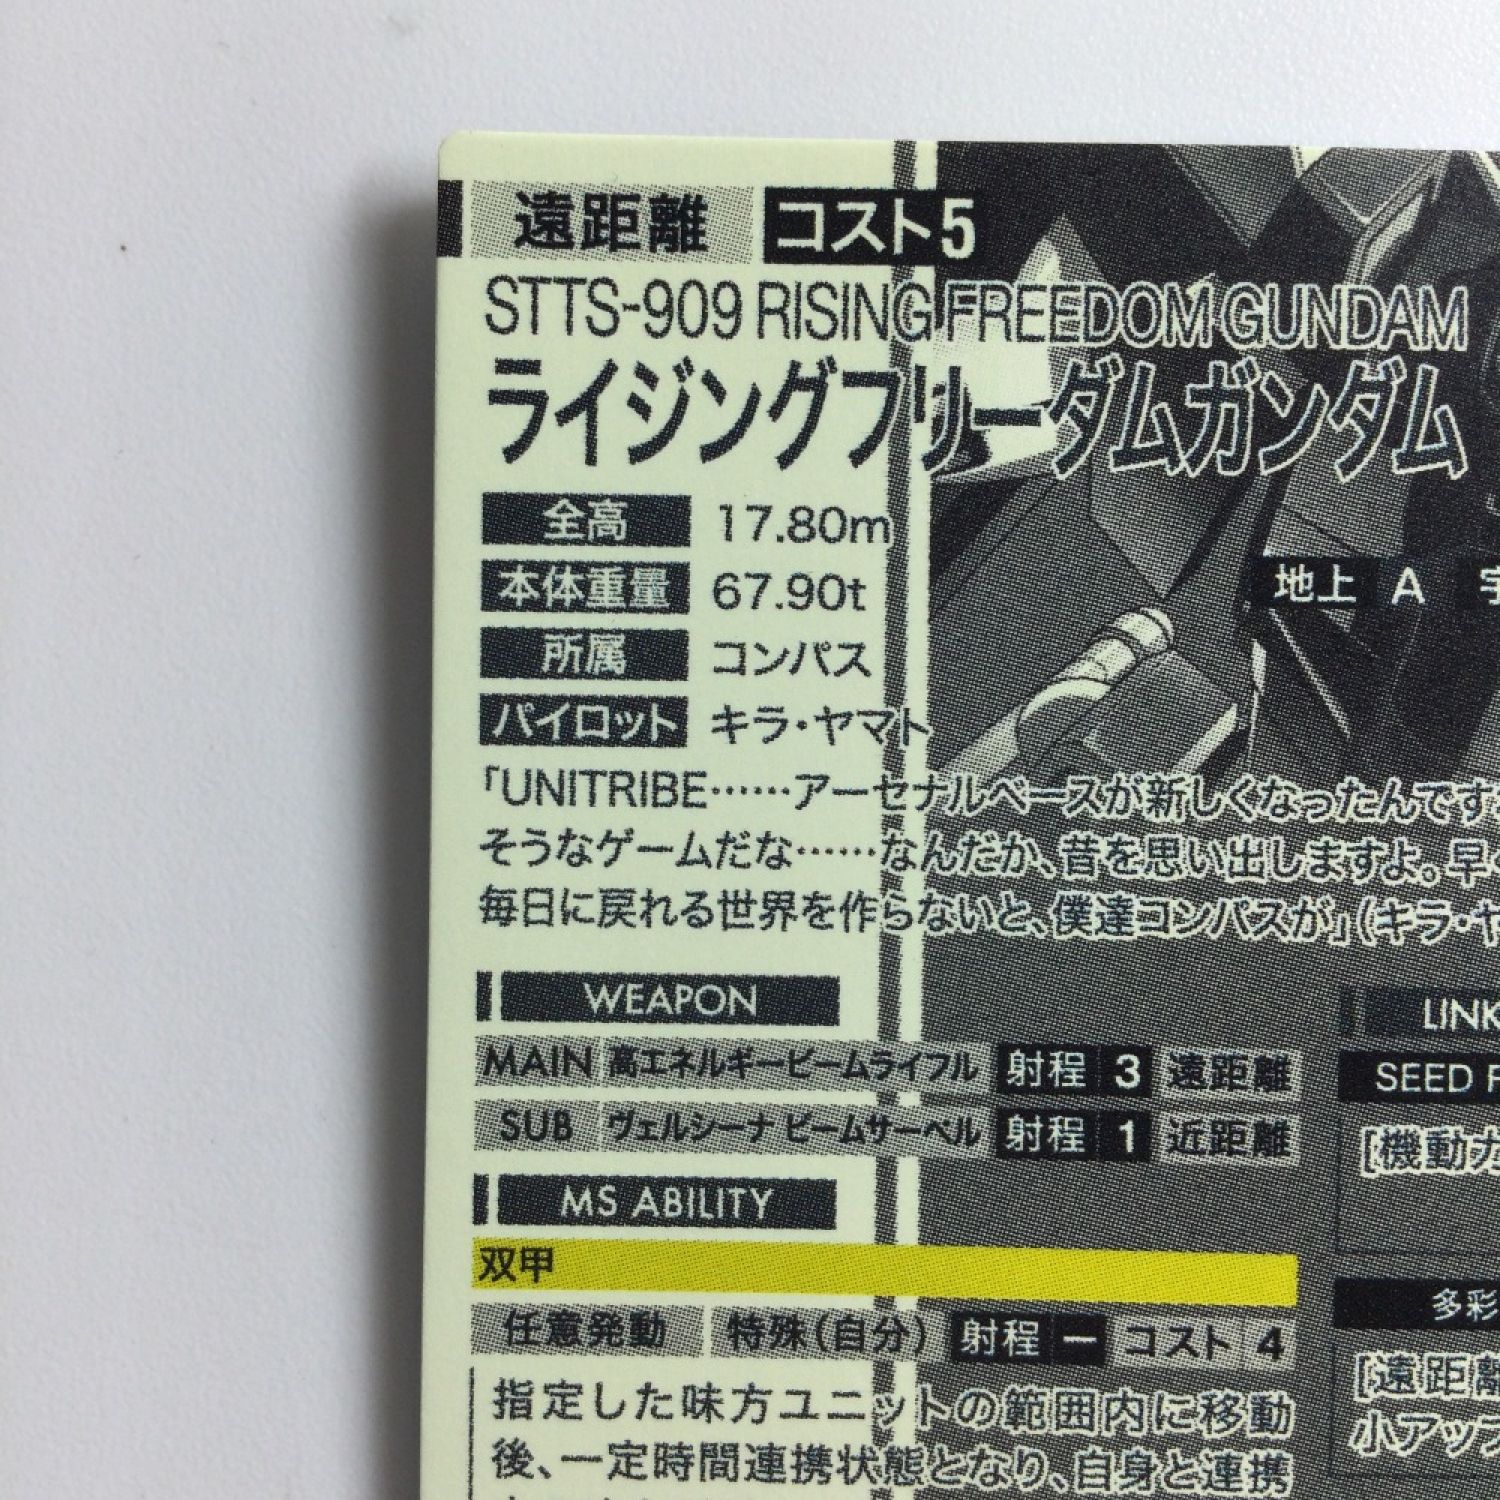 遠距離 コスト5
STTS-909 RISING FREEDOM GUNDAM
ライジングフリーダムガンダム
全高 17.80m
本体重量 67.90t
地上 A
所属 コンパス
パイロット キラ・ヤマト
「UNITRIBE……アーセナルベースが新しくなったんです
そうなゲームだな……なんだか、昔を思い出しますよ。早
毎日に戻れる世界を作らないと、僕達コンパスが」(キラ・ヤ
WEAPON
MAIN 高エネルギービームライフル 射程 3 遠距離
SUB ヴェルシーナ ビームサーベル 射程 1 近距離
MS ABILITY
双甲
任意発動 特殊(自分) 射程 ー コスト 4
指定した味方ユニットの範囲内に移動
後、一定時間連携状態となり、自身と連携
LINK
SEED
[機動力
多彩
[遠距離
小アップ